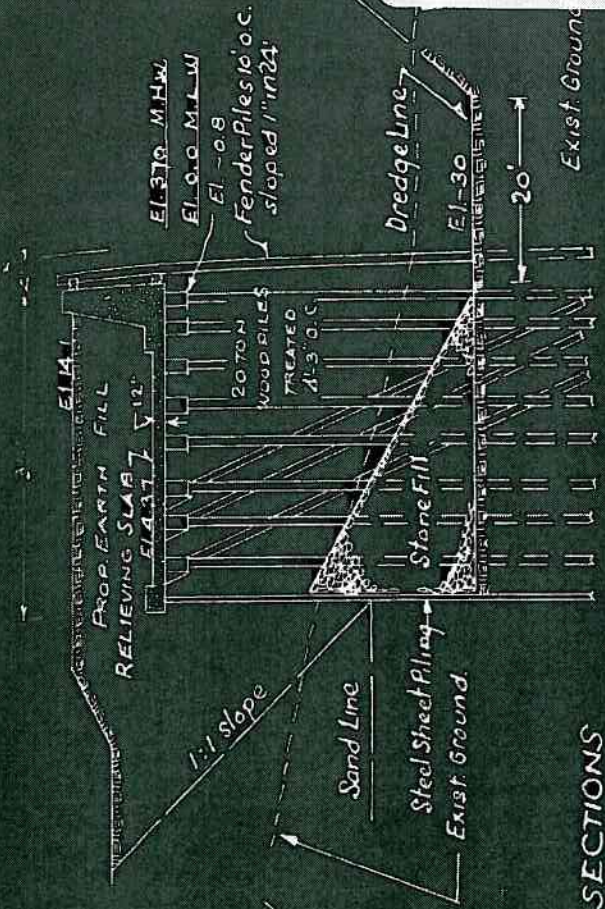 El. 3.70 M.H.W
El. 0.0 M.L.W
El. -0.8
Fender Piles 10' O.C.
sloped 1" in 24"
El. 14.1
PROP. EARTH FILL
RELIEVING SLAB
12"
El. 4.37
20 TON
WOOD PILES
TREATED
4'-3" O.C.
Dredge Line
El. -30
20'
1:1 Slope
Stone Fill
Sand Line
Steel Sheet Piling
Exist. Ground
Exist. Ground
SECTIONS